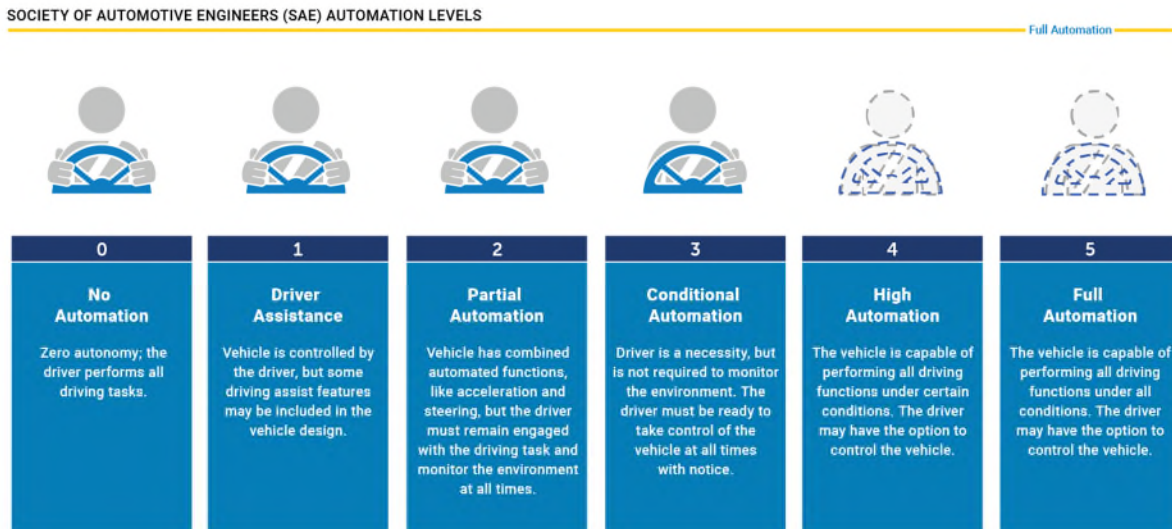 SOCIETY OF AUTOMOTIVE ENGINEERS (SAE) AUTOMATION LEVELS
Full Automation
0
No
Automation
Zero autonomy; the
driver performs all
driving tasks.
1
Driver
Assistance
Vehicle is controlled by
the driver, but some
driving assist features
may be included in the
vehicle design.
2
Partial
Automation
Vehicle has combined
automated functions,
like acceleration and
steering, but the driver
must remain engaged
with the driving task and
monitor the environment
at all times.
3
Conditional
Automation
Driver is a necessity, but
is not required to monitor
the environment. The
driver must be ready to
take control of the
vehicle at all times
with notice.
4
High
Automation
The vehicle is capable of
performing all driving
functions under certain
conditions. The driver
may have the option to
control the vehicle.
5
Full
Automation
The vehicle is capable of
performing all driving
functions under all
conditions. The driver
may have the option to
control the vehicle.